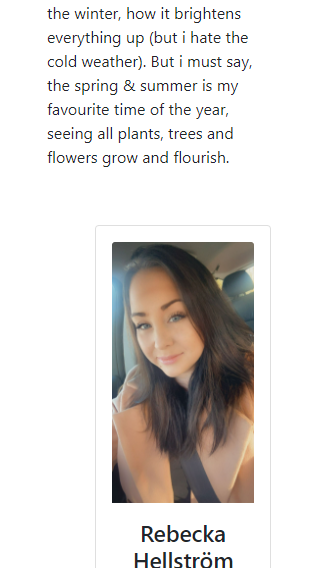 the winter, how it brightens
everything up (but i hate the
cold weather). But i must say,
the spring & summer is my
favourite time of the year,
seeing all plants, trees and
flowers grow and flourish.
Rebecka
Hellström